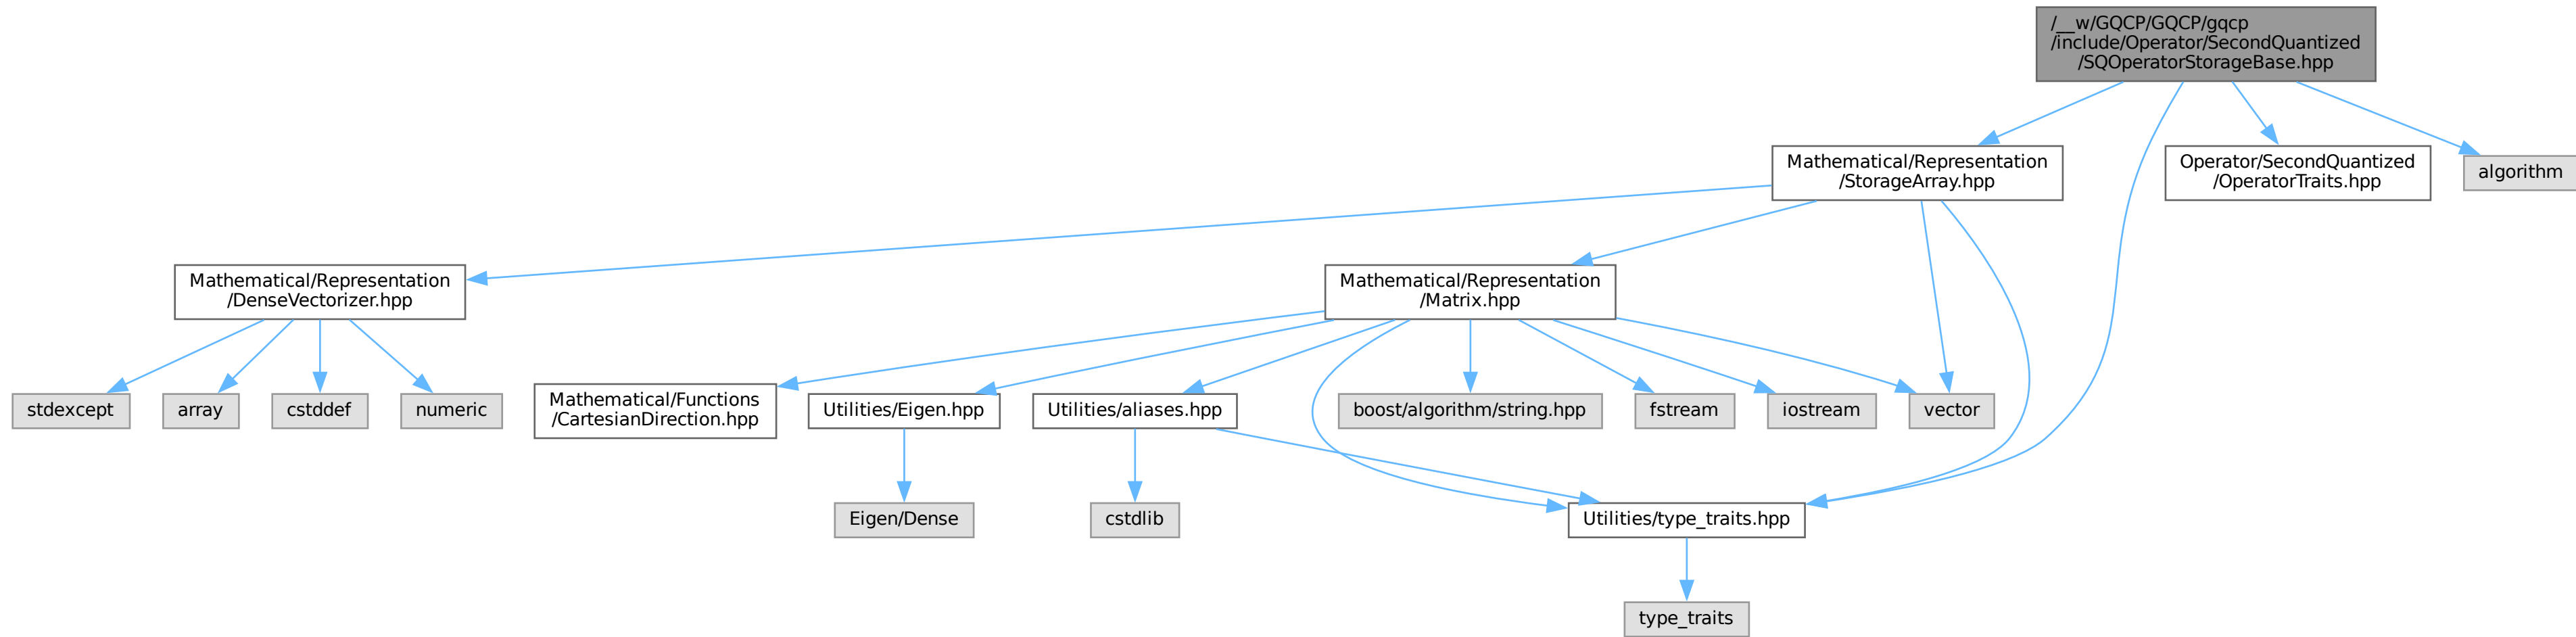 /__w/GQCP/GQCP/gqcp
/include/Operator/SecondQuantized
/SQOperatorStorageBase.hpp
Mathematical/Representation
/StorageArray.hpp
Operator/SecondQuantized
/OperatorTraits.hpp
algorithm
Mathematical/Representation
/DenseVectorizer.hpp
Mathematical/Representation
/Matrix.hpp
stdexcept
array
cstddef
numeric
Mathematical/Functions
/CartesianDirection.hpp
Utilities/Eigen.hpp
Utilities/aliases.hpp
boost/algorithm/string.hpp
fstream
iostream
vector
Eigen/Dense
cstdlib
Utilities/type_traits.hpp
type_traits